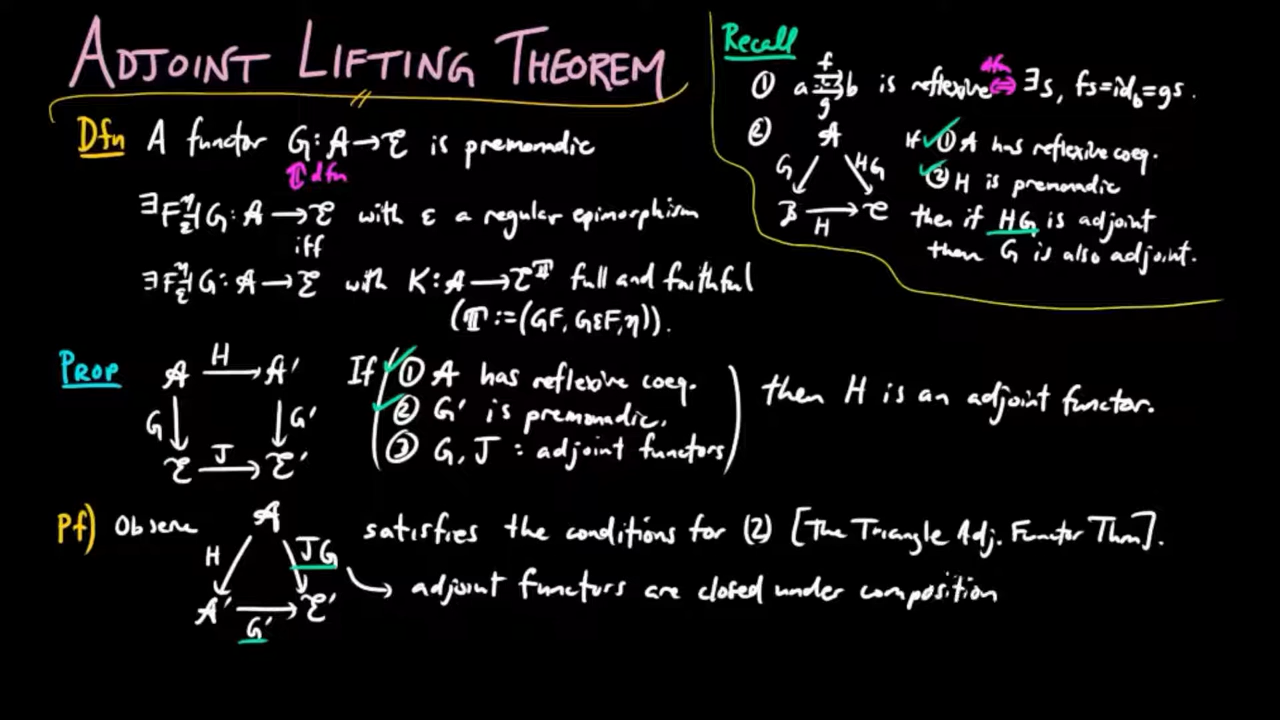 ADJOINT LIFTING THEOREM
Dfn A functor G: A → C is premonadic
⇕ dfn
∃F ⊣ G: A → C with ε a regular epimorphism
iff
∃F ⊣ G: A → C with K: A → C^𝕋 full and faithful
(𝕋 := (GF, GεF, η)).
Recall
① a ⇉ b is reflexive ⇔ ∃s, fs = id_b = gs.
f
g
dfn
② A
G HG
B → C
H
If ① A has reflexive coeq.
② H is premonadic
then if HG is adjoint
then G is also adjoint.
Prop
A H → A'
G ↓ ↓ G'
C J → C'
If ① A has reflexive coeq.
② G' is premonadic.
③ G, J : adjoint functors
then H is an adjoint functor.
Pf) Observe
A
H JG
A' → C'
G'
satisfies the conditions for (2) [The Triangle Adj. Functor Thm].
↳ adjoint functors are closed under composition